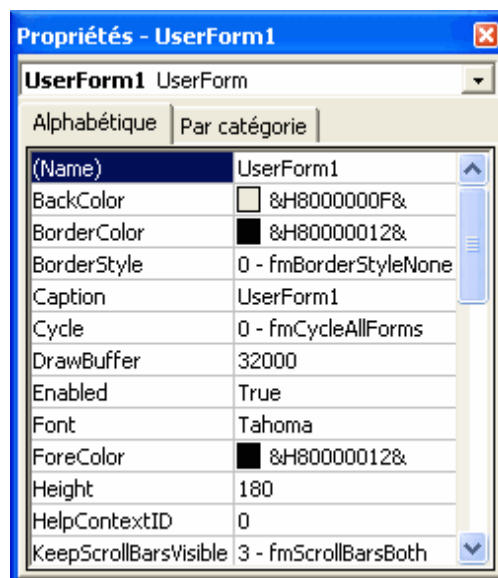 Propriétés - UserForm1
UserForm1 UserForm
Alphabétique Par catégorie
(Name) UserForm1
BackColor &H8000000F&
BorderColor &H80000012&
BorderStyle 0 - fmBorderStyleNone
Caption UserForm1
Cycle 0 - fmCycleAllForms
DrawBuffer 32000
Enabled True
Font Tahoma
ForeColor &H80000012&
Height 180
HelpContextID 0
KeepScrollBarsVisible 3 - fmScrollBarsBoth